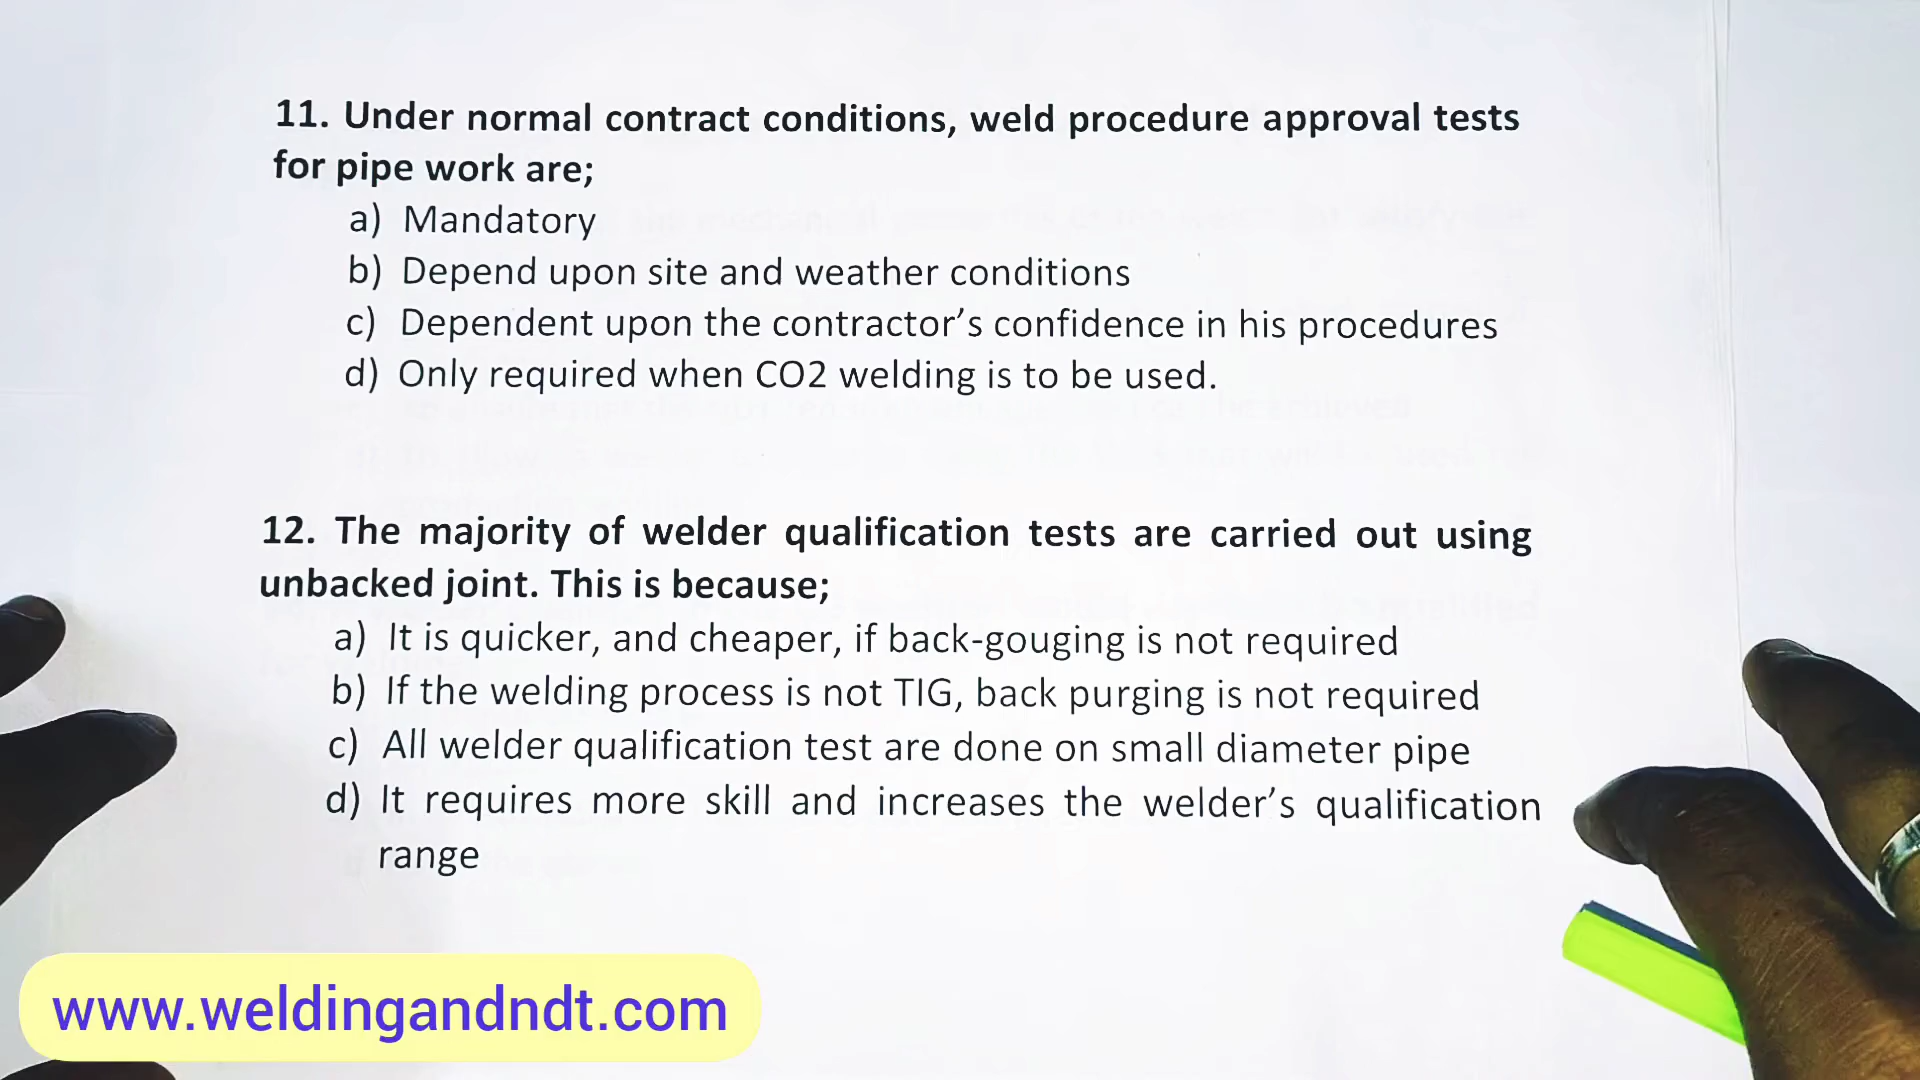 11. Under normal contract conditions, weld procedure approval tests
for pipe work are;
a) Mandatory
b) Depend upon site and weather conditions
c) Dependent upon the contractor’s confidence in his procedures
d) Only required when CO2 welding is to be used.
12. The majority of welder qualification tests are carried out using
unbacked joint. This is because;
a) It is quicker, and cheaper, if back-gouging is not required
b) If the welding process is not TIG, back purging is not required
c) All welder qualification test are done on small diameter pipe
d) It requires more skill and increases the welder’s qualification
range
www.weldingandndt.com